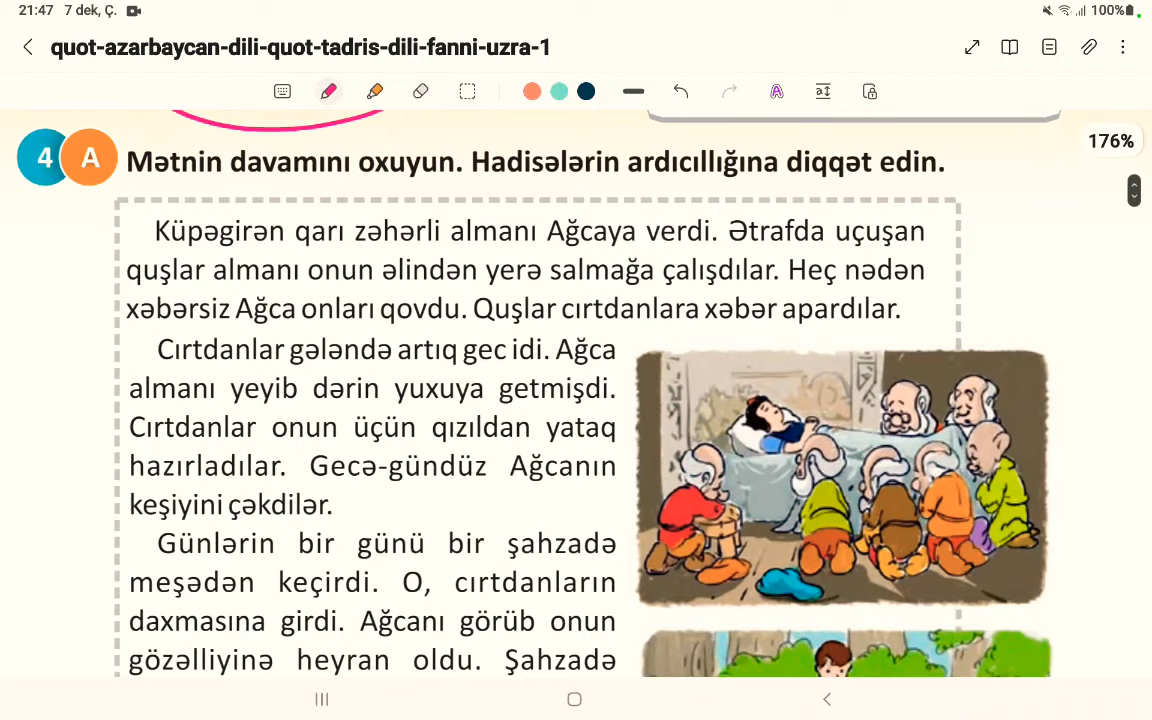 21:47 7 dek, Ç. 100%
quot-azarbaycan-dili-quot-tadris-dili-fanni-uzra-1
176%
4 A Mətnin davamını oxuyun. Hadisələrin ardıcıllığına diqqət edin.
Küpəgirən qarı zəhərli almanı Ağcaya verdi. Ətrafda uçuşan
quşlar almanı onun əlindən yerə salmağa çalışdılar. Heç nədən
xəbərsiz Ağca onları qovdu. Quşlar cırtdanlara xəbər apardılar.
Cırtdanlar gələndə artıq gec idi. Ağca
almanı yeyib dərin yuxuya getmişdi.
Cırtdanlar onun üçün qızıldan yataq
hazırladılar. Gecə-gündüz Ağcanın
keşiyini çəkdilər.
Günlərin bir günü bir şahzadə
meşədən keçirdi. O, cırtdanların
daxmasına girdi. Ağcanı görüb onun
gözəlliyinə heyran oldu. Şahzadə